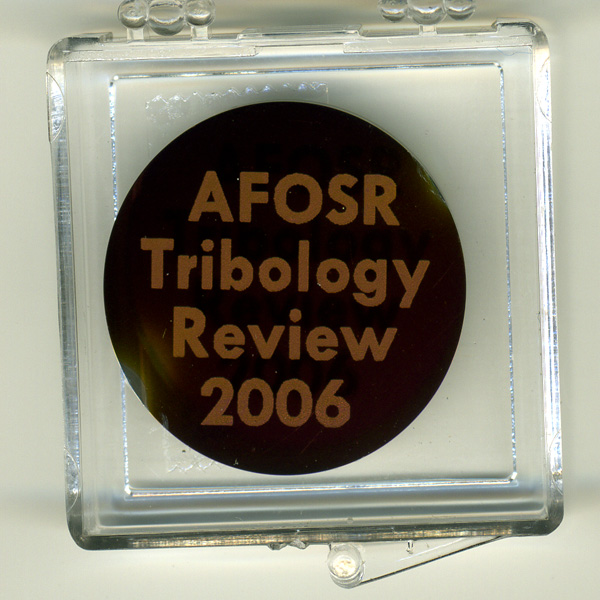 AFOSR
Tribology
Review
2006